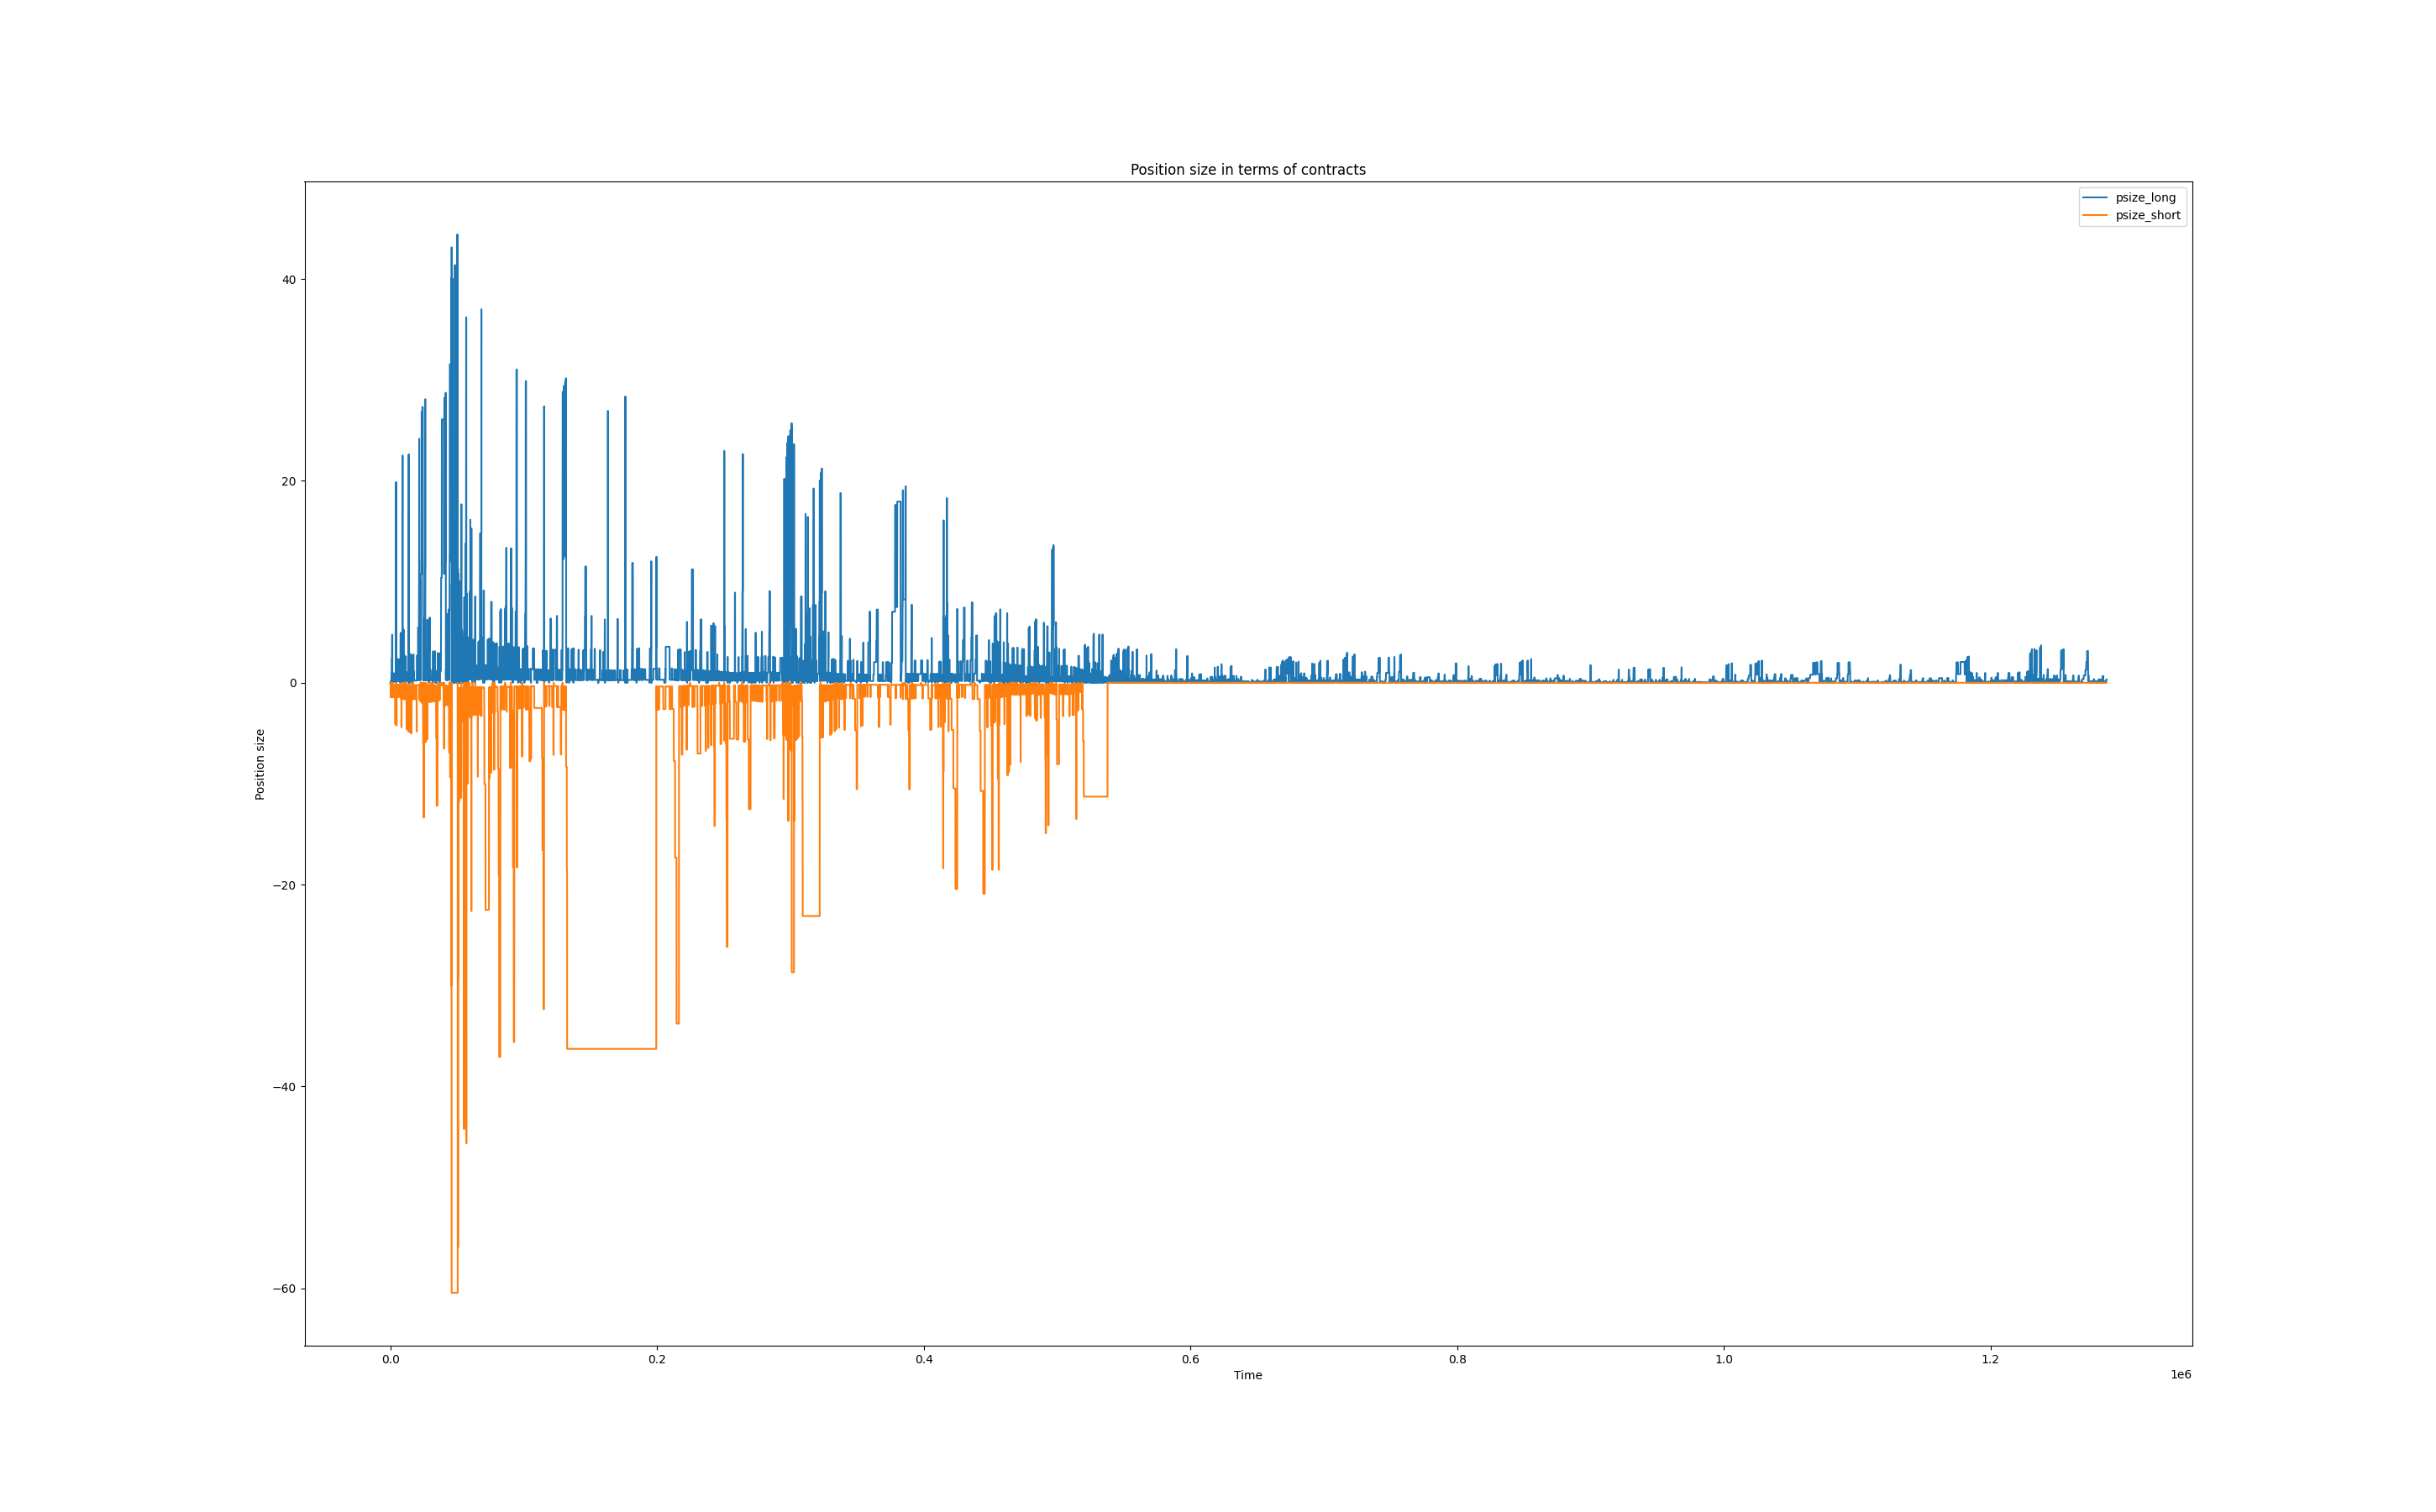 Position size in terms of contracts
psize_long
psize_short
Position size
40
20
0
−20
−40
−60
0.0
0.2
0.4
0.6
0.8
1.0
1.2
1e6
Time